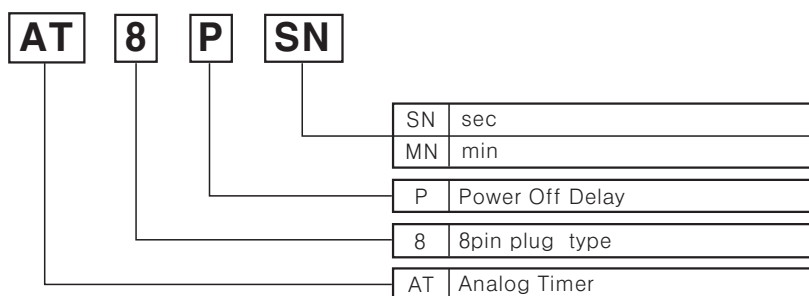 AT 8 P SN
SN sec
MN min
P Power Off Delay
8 8pin plug type
AT Analog Timer